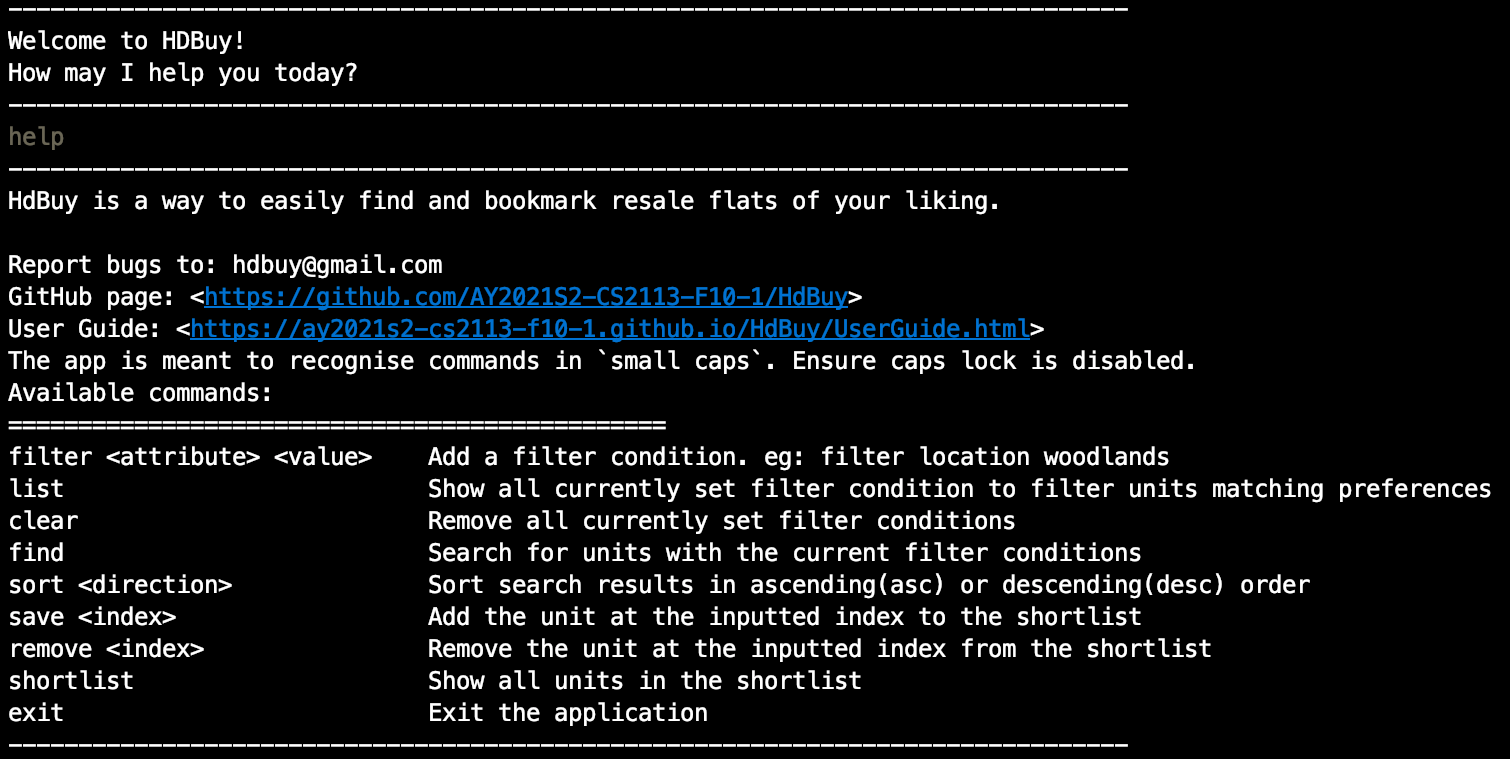 --------------------------------------------------------------------------------
Welcome to HDBuy!
How may I help you today?
--------------------------------------------------------------------------------
help
--------------------------------------------------------------------------------
HdBuy is a way to easily find and bookmark resale flats of your liking.

Report bugs to: hdbuy@gmail.com
GitHub page: <https://github.com/AY2021S2-CS2113-F10-1/HdBuy>
User Guide: <https://ay2021s2-cs2113-f10-1.github.io/HdBuy/UserGuide.html>
The app is meant to recognise commands in `small caps`. Ensure caps lock is disabled.
Available commands:
===============================================
filter <attribute> <value>    Add a filter condition. eg: filter location woodlands
list                          Show all currently set filter condition to filter units matching preferences
clear                         Remove all currently set filter conditions
find                          Search for units with the current filter conditions
sort <direction>              Sort search results in ascending(asc) or descending(desc) order
save <index>                  Add the unit at the inputted index to the shortlist
remove <index>                Remove the unit at the inputted index from the shortlist
shortlist                     Show all units in the shortlist
exit                          Exit the application
--------------------------------------------------------------------------------